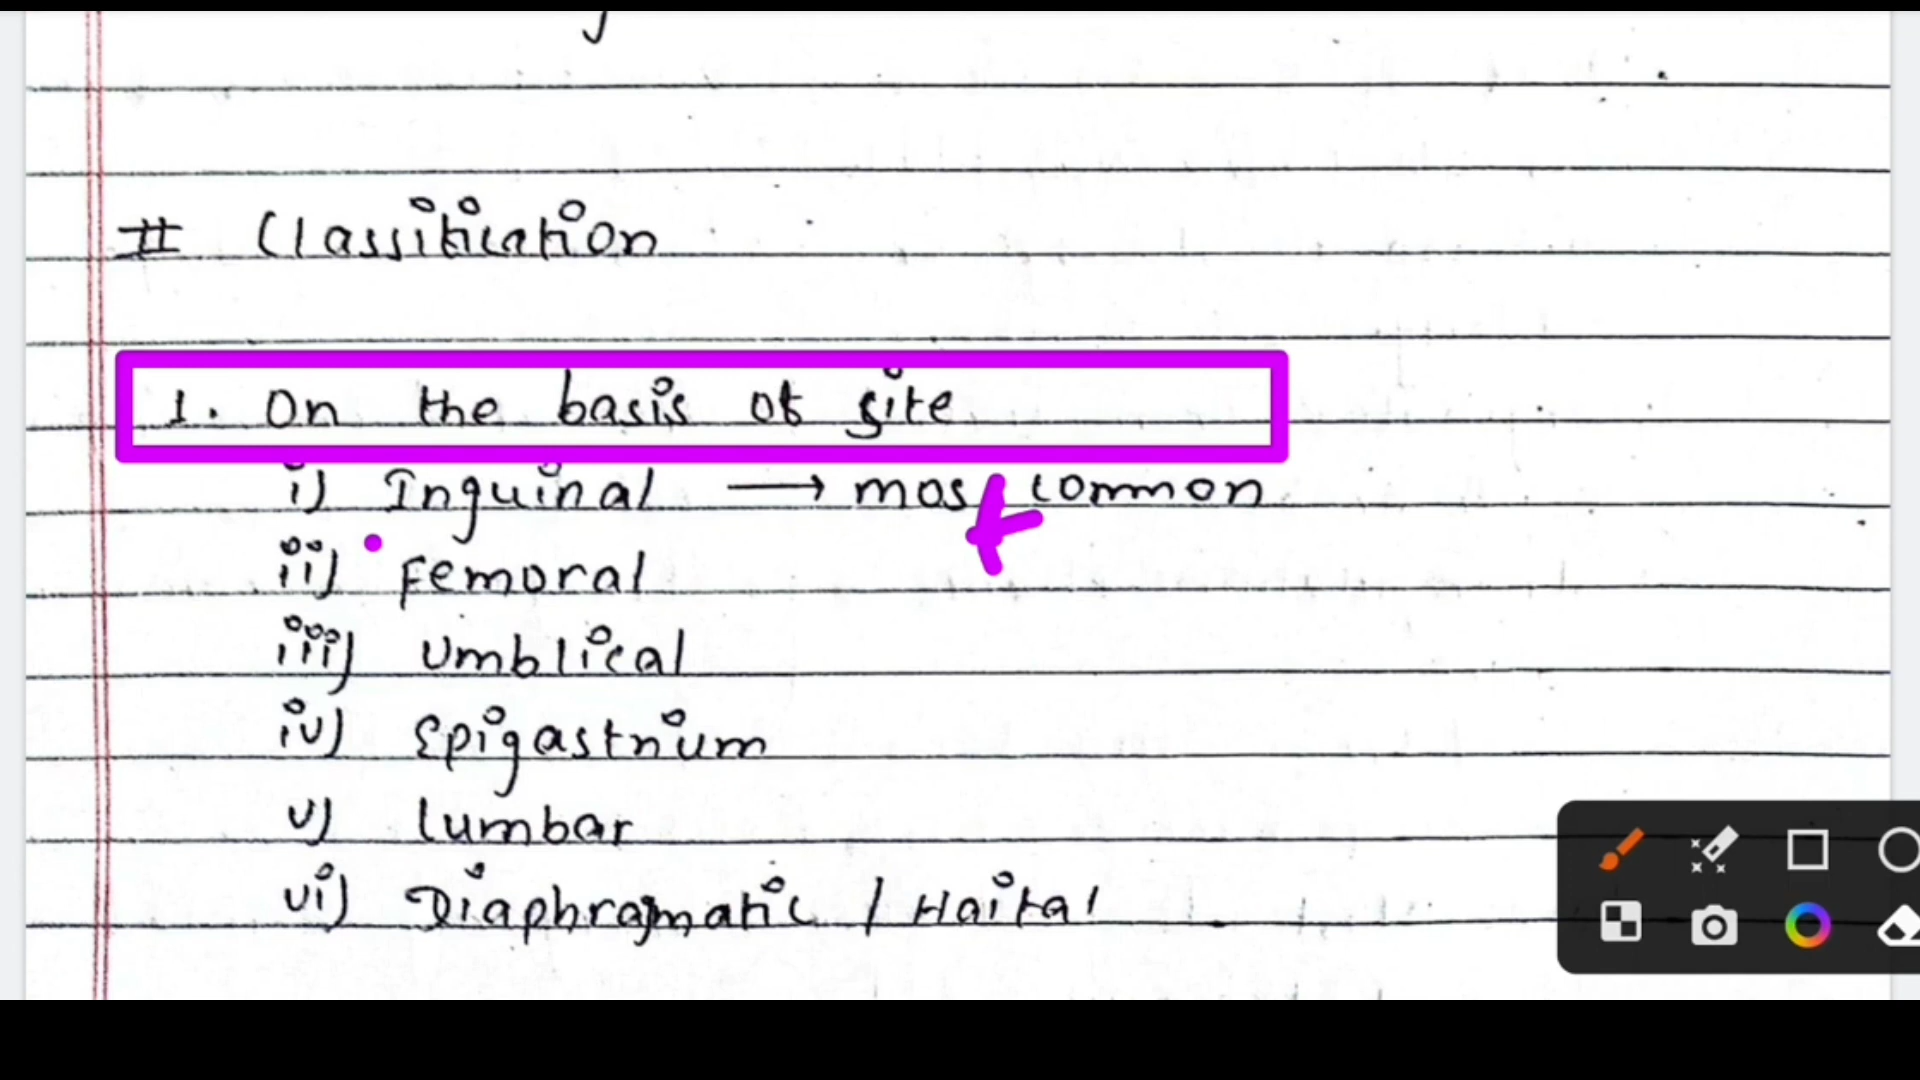 # Classification
1. On the basis of site
i) Inguinal → most common
ii) Femoral
iii) Umblical
iv) Epigastrium
v) Lumbar
vi) Diaphragmatic / Haital